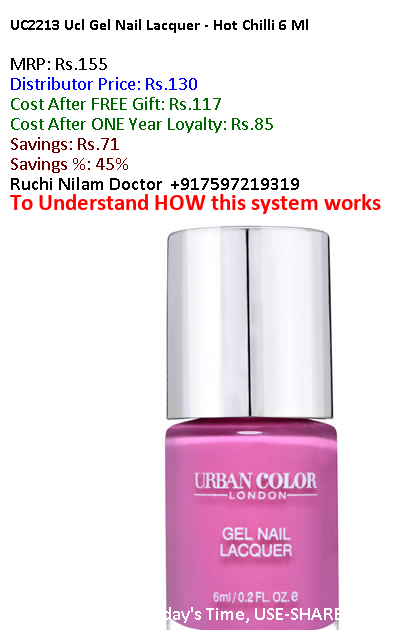 UC2213 Ucl Gel Nail Lacquer - Hot Chilli 6 Ml
MRP: Rs.155
Distributor Price: Rs.130
Cost After FREE Gift: Rs.117
Cost After ONE Year Loyalty: Rs.85
Savings: Rs.71
Savings %: 45%
Ruchi Nilam Doctor +917597219319
To Understand HOW this system works
URBAN COLOR
LONDON
GEL NAIL
LACQUER
6ml / 0.2 FL. OZ. e
Time, USE-SHARE